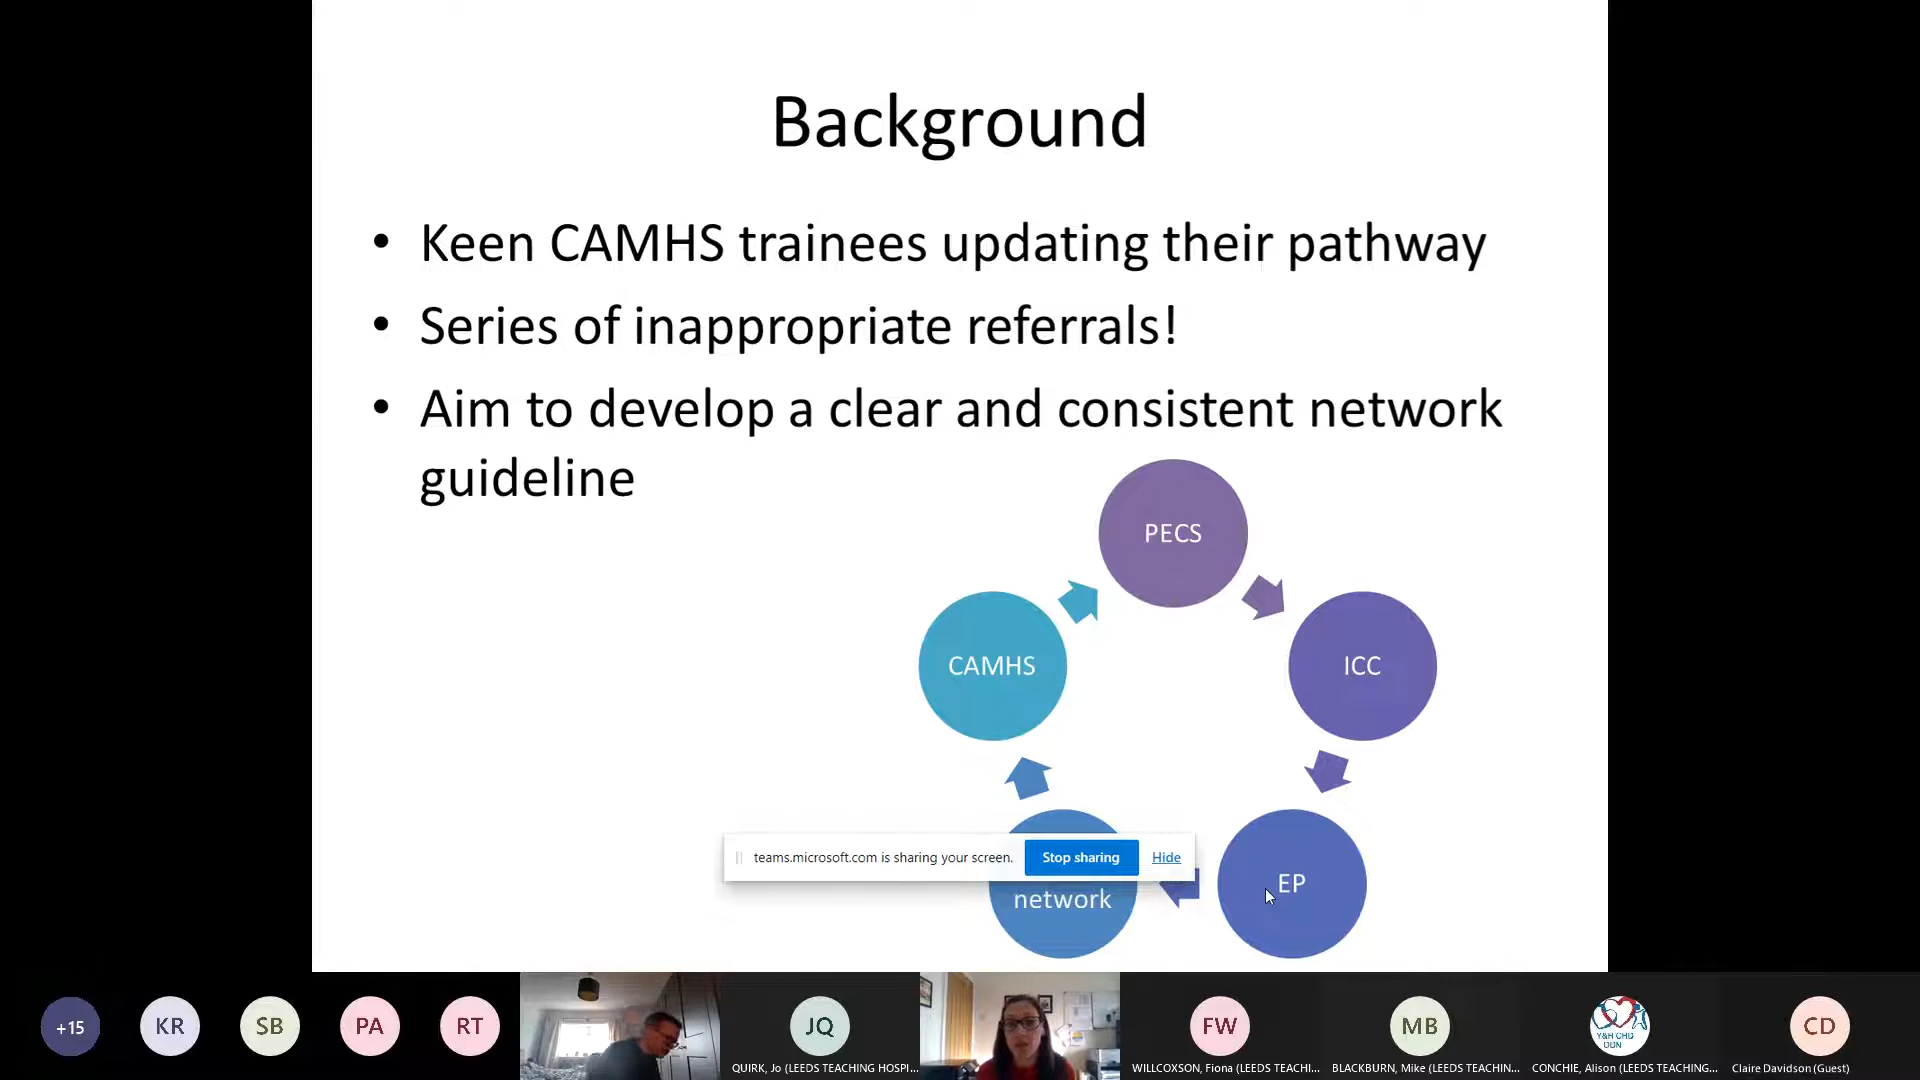 Background
• Keen CAMHS trainees updating their pathway
• Series of inappropriate referrals!
• Aim to develop a clear and consistent network
guideline
PECS
CAMHS
ICC
teams.microsoft.com is sharing your screen.
Stop sharing
Hide
EP
network
+15
KR
SB
PA
RT
JQ
FW
MB
Y&H CHD
ODN
CD
QUIRK, Jo (LEEDS TEACHING HOSPI...
WILLCOXSON, Fiona (LEEDS TEACHI...
BLACKBURN, Mike (LEEDS TEACHIN...
CONCHIE, Alison (LEEDS TEACHING...
Claire Davidson (Guest)